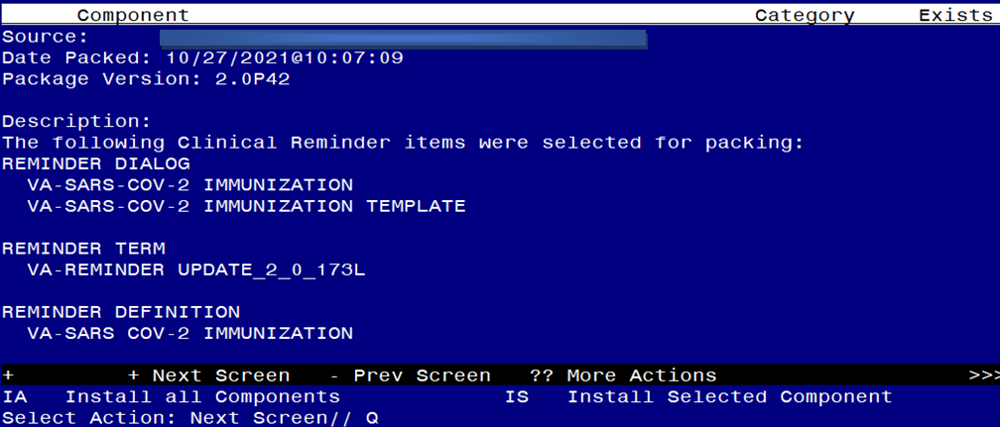 Component Category Exists
Source:
Date Packed: 10/27/2021@10:07:09
Package Version: 2.0P42
Description:
The following Clinical Reminder items were selected for packing:
REMINDER DIALOG
VA-SARS-COV-2 IMMUNIZATION
VA-SARS-COV-2 IMMUNIZATION TEMPLATE
REMINDER TERM
VA-REMINDER UPDATE_2_0_173L
REMINDER DEFINITION
VA-SARS COV-2 IMMUNIZATION
+ + Next Screen - Prev Screen ?? More Actions >>>
IA Install all Components IS Install Selected Component
Select Action: Next Screen// Q